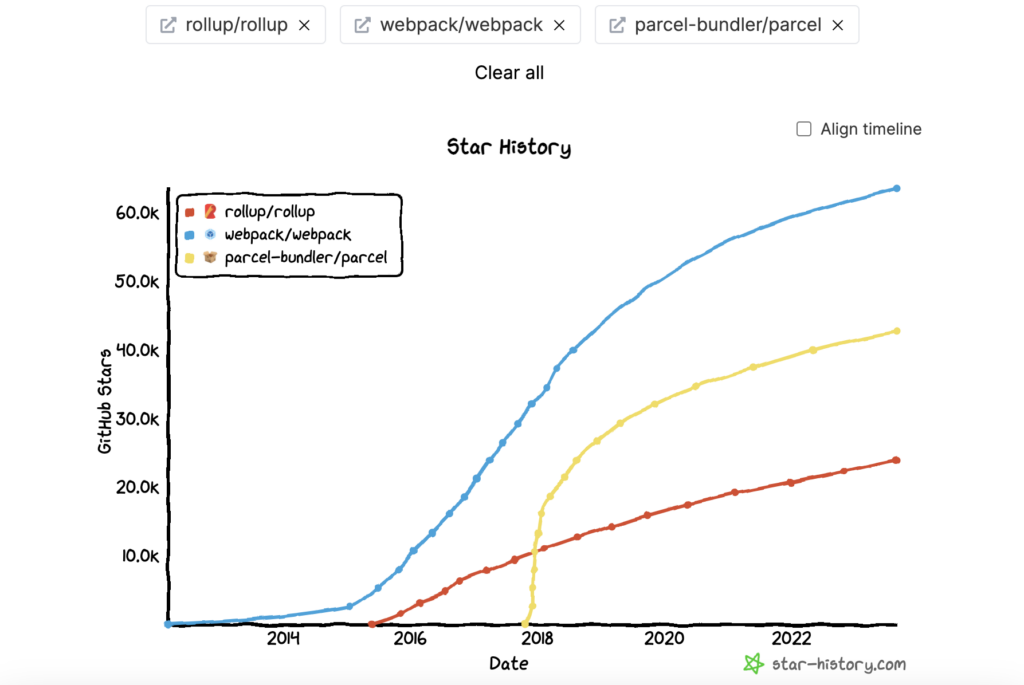 rollup/rollup × webpack/webpack × parcel-bundler/parcel ×
Clear all
Align timeline
Star History
rollup/rollup
webpack/webpack
parcel-bundler/parcel
60.0k
50.0k
40.0k
30.0k
20.0k
10.0k
GitHub Stars
2014 2016 2018 2020 2022
Date
star-history.com